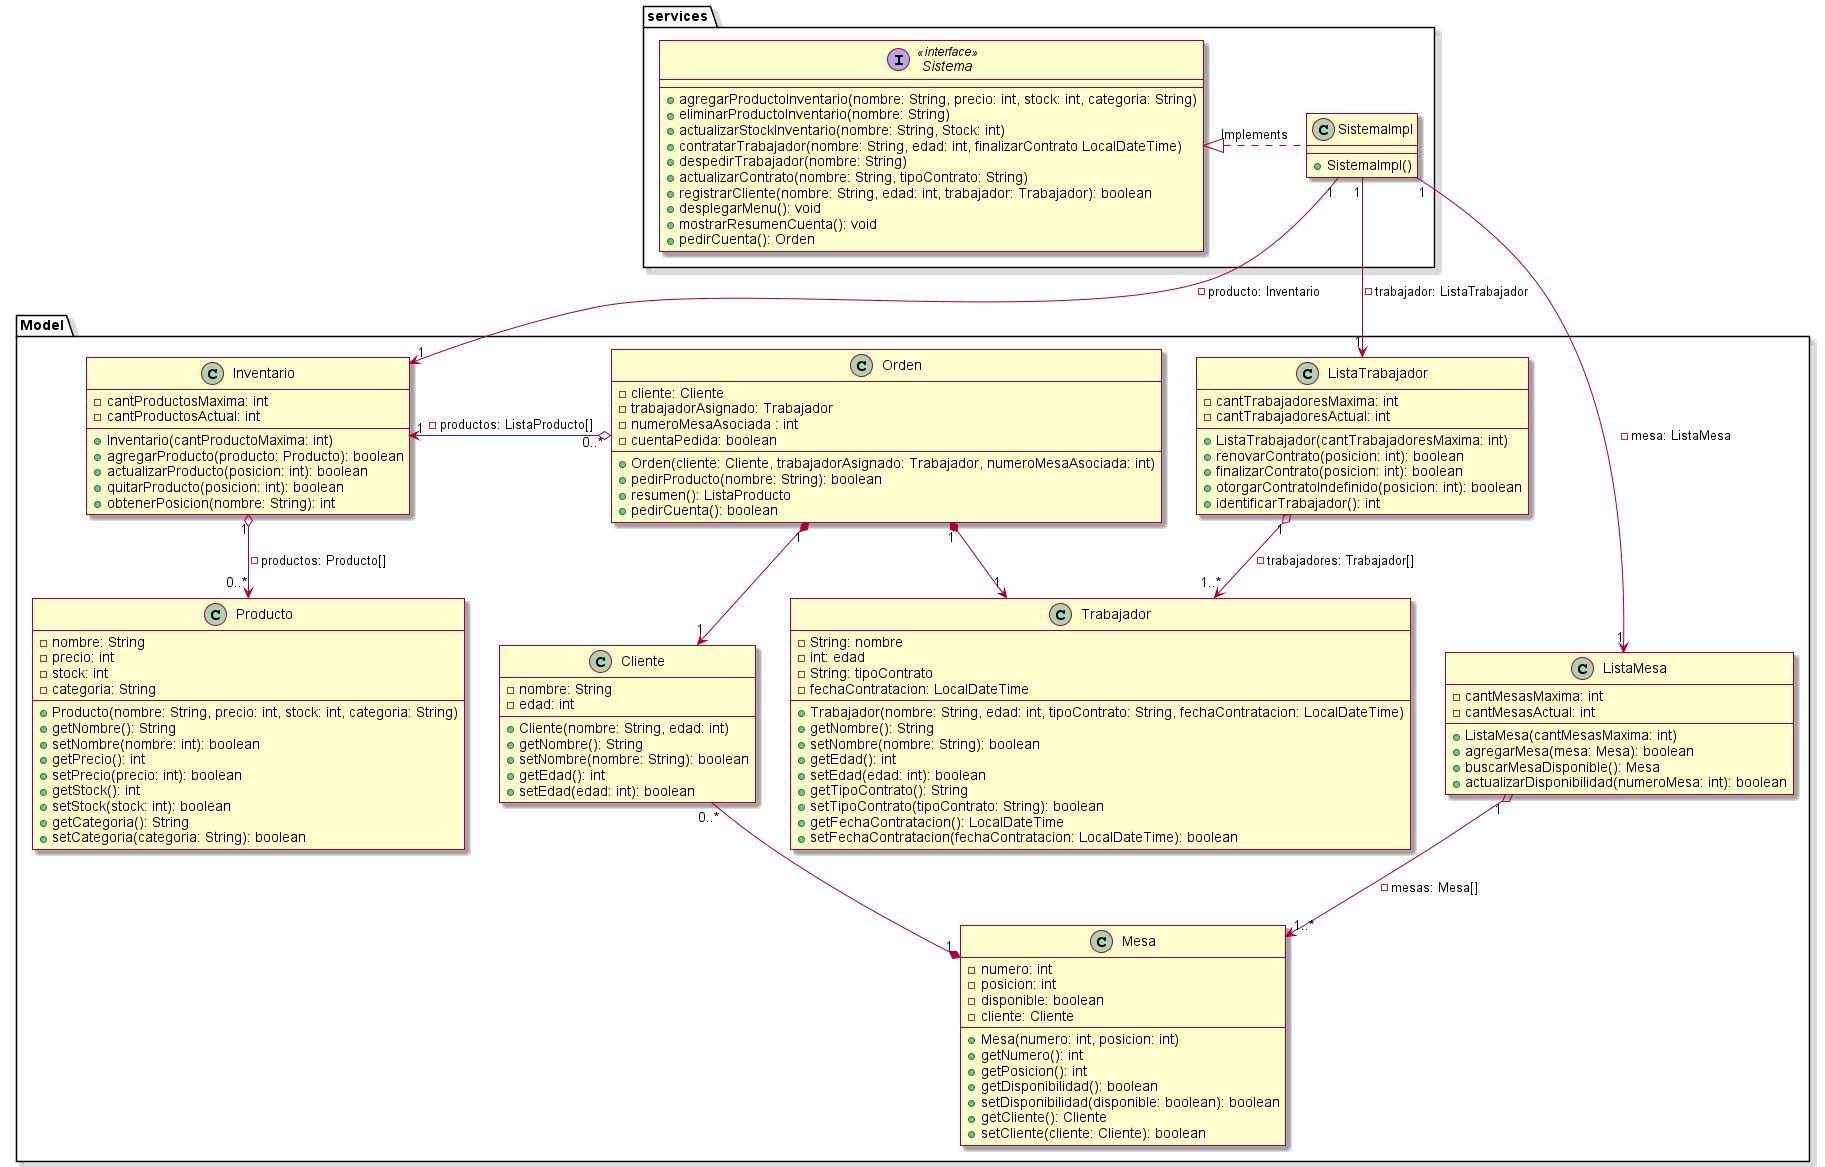 services
«interface»
Sistema
agregarProductoInventario(nombre: String, precio: int, stock: int, categoria: String)
eliminarProductoInventario(nombre: String)
actualizarStockInventario(nombre: String, Stock: int)
contratarTrabajador(nombre: String, edad: int, finalizarContrato LocalDateTime)
despedirTrabajador(nombre: String)
actualizarContrato(nombre: String, tipoContrato: String)
registrarCliente(nombre: String, edad: int, trabajador: Trabajador): boolean
desplegarMenu(): void
mostrarResumenCuenta(): void
pedirCuenta(): Orden
Implements
SistemaImpl
SistemaImpl()
1
1
1
producto: Inventario
trabajador: ListaTrabajador
mesa: ListaMesa
Model
1
1
1
Inventario
cantProductosMaxima: int
cantProductosActual: int
Inventario(cantProductoMaxima: int)
agregarProducto(producto: Producto): boolean
actualizarProducto(posicion: int): boolean
quitarProducto(posicion: int): boolean
obtenerPosicion(nombre: String): int
productos: ListaProducto[]
1
0..*
Orden
cliente: Cliente
trabajadorAsignado: Trabajador
numeroMesaAsociada : int
cuentaPedida: boolean
Orden(cliente: Cliente, trabajadorAsignado: Trabajador, numeroMesaAsociada: int)
pedirProducto(nombre: String): boolean
resumen(): ListaProducto
pedirCuenta(): boolean
ListaTrabajador
cantTrabajadoresMaxima: int
cantTrabajadoresActual: int
ListaTrabajador(cantTrabajadoresMaxima: int)
renovarContrato(posicion: int): boolean
finalizarContrato(posicion: int): boolean
otorgarContratoIndefinido(posicion: int): boolean
identificarTrabajador(): int
1
productos: Producto[]
0..*
1
1
1
1
1
trabajadores: Trabajador[]
1..*
Producto
nombre: String
precio: int
stock: int
categoria: String
Producto(nombre: String, precio: int, stock: int, categoria: String)
getNombre(): String
setNombre(nombre: int): boolean
getPrecio(): int
setPrecio(precio: int): boolean
getStock(): int
setStock(stock: int): boolean
getCategoria(): String
setCategoria(categoria: String): boolean
Cliente
nombre: String
edad: int
Cliente(nombre: String, edad: int)
getNombre(): String
setNombre(nombre: String): boolean
getEdad(): int
setEdad(edad: int): boolean
Trabajador
String: nombre
int: edad
String: tipoContrato
fechaContratacion: LocalDateTime
Trabajador(nombre: String, edad: int, tipoContrato: String, fechaContratacion: LocalDateTime)
getNombre(): String
setNombre(nombre: String): boolean
getEdad(): int
setEdad(edad: int): boolean
getTipoContrato(): String
setTipoContrato(tipoContrato: String): boolean
getFechaContratacion(): LocalDateTime
setFechaContratacion(fechaContratacion: LocalDateTime): boolean
ListaMesa
cantMesasMaxima: int
cantMesasActual: int
ListaMesa(cantMesasMaxima: int)
agregarMesa(mesa: Mesa): boolean
buscarMesaDisponible(): Mesa
actualizarDisponibilidad(numeroMesa: int): boolean
0..*
1
1
mesas: Mesa[]
1..*
Mesa
numero: int
posicion: int
disponible: boolean
cliente: Cliente
Mesa(numero: int, posicion: int)
getNumero(): int
getPosicion(): int
getDisponibilidad(): boolean
setDisponibilidad(disponible: boolean): boolean
getCliente(): Cliente
setCliente(cliente: Cliente): boolean